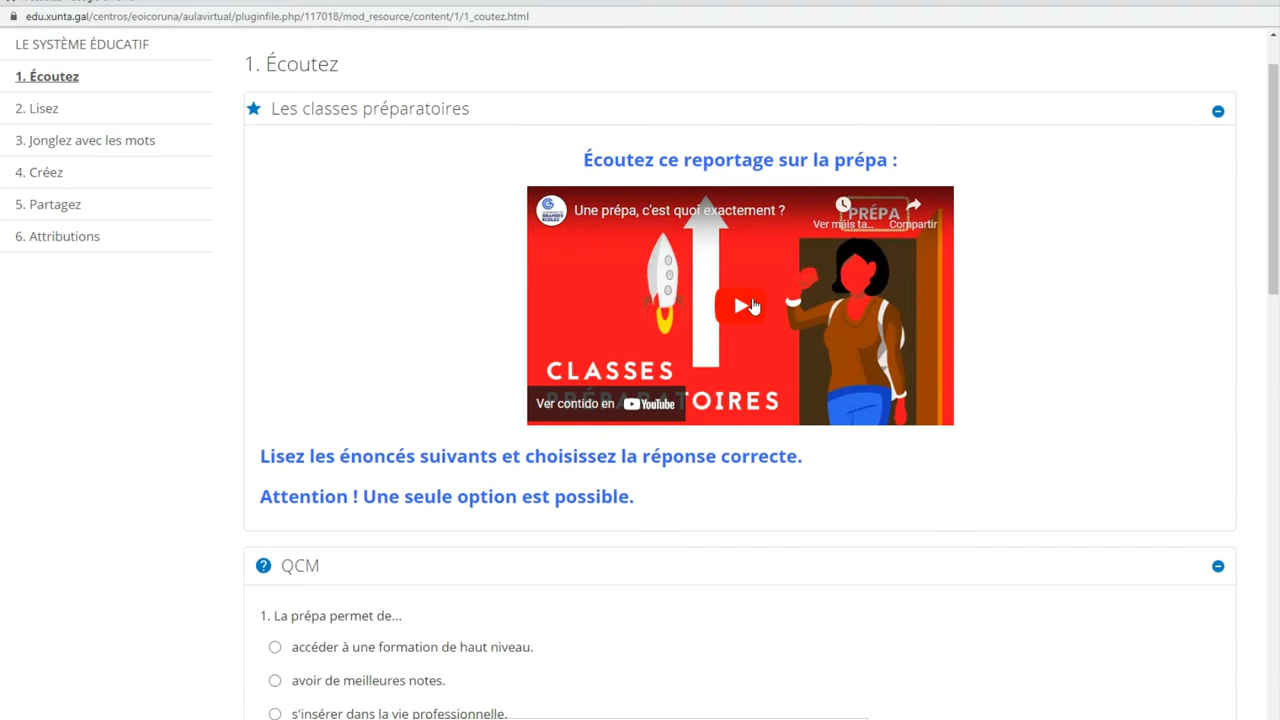 edu.xunta.gal/centros/eoicoruna/aulavirtual/pluginfile.php/117018/mod_resource/content/1/1_coutez.html
LE SYSTÈME ÉDUCATIF
1. Écoutez
2. Lisez
3. Jonglez avec les mots
4. Créez
5. Partagez
6. Attributions
1. Écoutez
Les classes préparatoires
Écoutez ce reportage sur la prépa :
Une prépa, c'est quoi exactement ?
PRÉPA
Ver máis ta... Compartir
CLASSES
PRÉPARATOIRES
Ver contido en YouTube
Lisez les énoncés suivants et choisissez la réponse correcte.
Attention ! Une seule option est possible.
QCM
1. La prépa permet de...
accéder à une formation de haut niveau.
avoir de meilleures notes.
s'insérer dans la vie professionnelle.